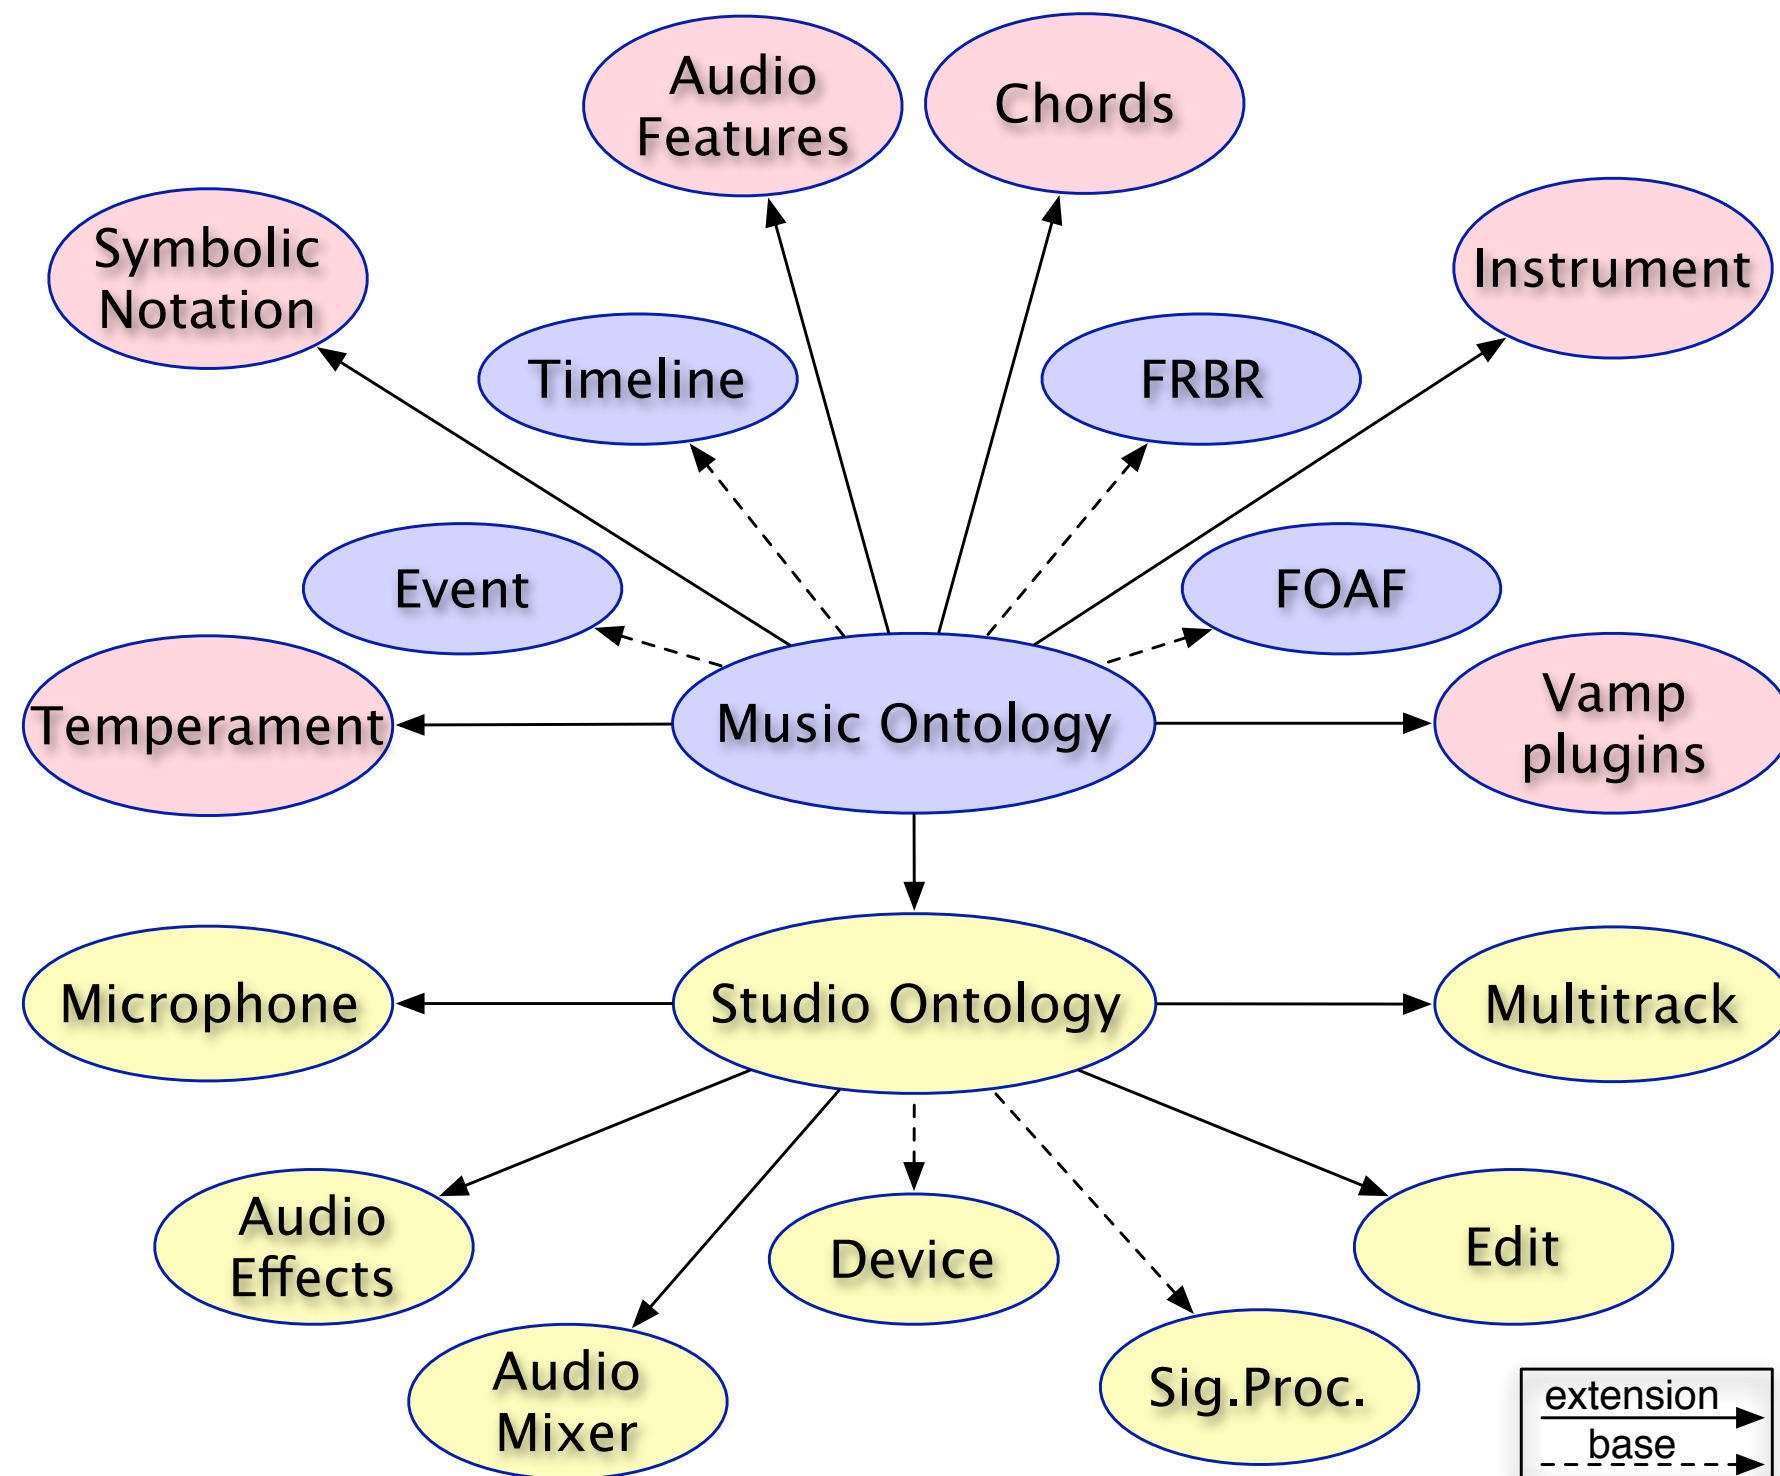 Audio
Features
Chords
Symbolic
Notation
Instrument
Timeline
FRBR
Event
FOAF
Temperament
Music Ontology
Vamp
plugins
Microphone
Studio Ontology
Multitrack
Audio
Effects
Device
Edit
Audio
Mixer
Sig.Proc.
extension
base